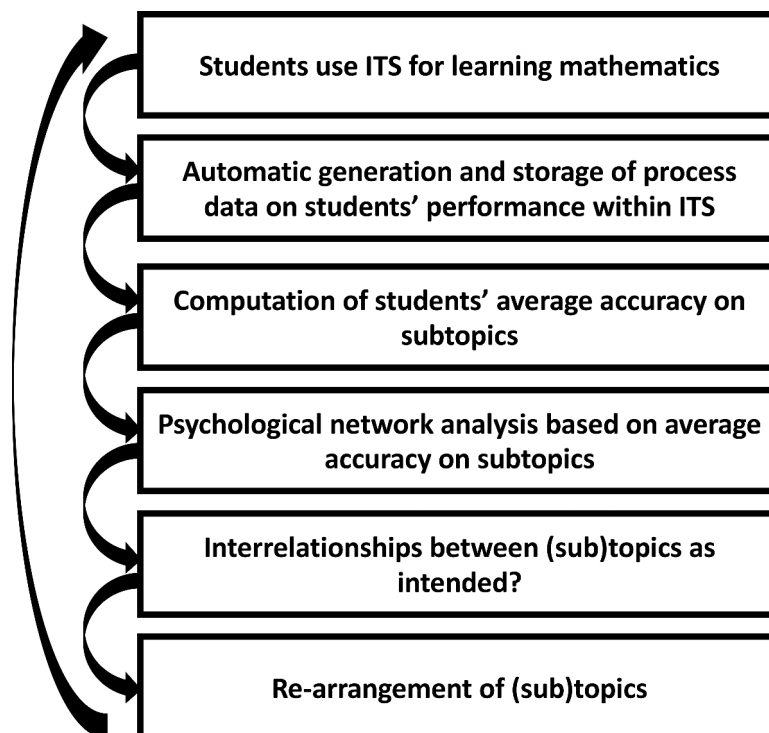 Students use ITS for learning mathematics
Automatic generation and storage of process
data on students’ performance within ITS
Computation of students’ average accuracy on
subtopics
Psychological network analysis based on average
accuracy on subtopics
Interrelationships between (sub)topics as
intended?
Re-arrangement of (sub)topics